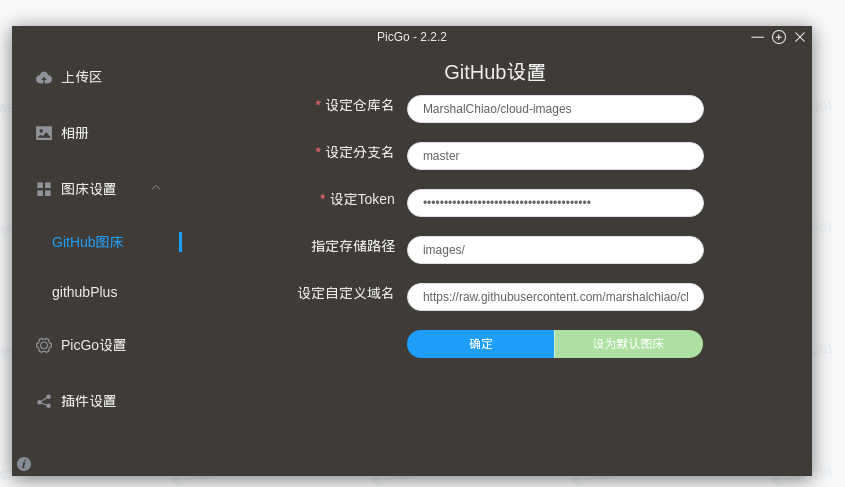 PicGo - 2.2.2
上传区
相册
图床设置
GitHub图床
githubPlus
PicGo设置
插件设置
GitHub设置
* 设定仓库名
MarshalChiao/cloud-images
* 设定分支名
master
* 设定Token
••••••••••••••••••••••••••••••••••••••••
指定存储路径
images/
设定自定义域名
https://raw.githubusercontent.com/marshalchiao/cl
确定
设为默认图床